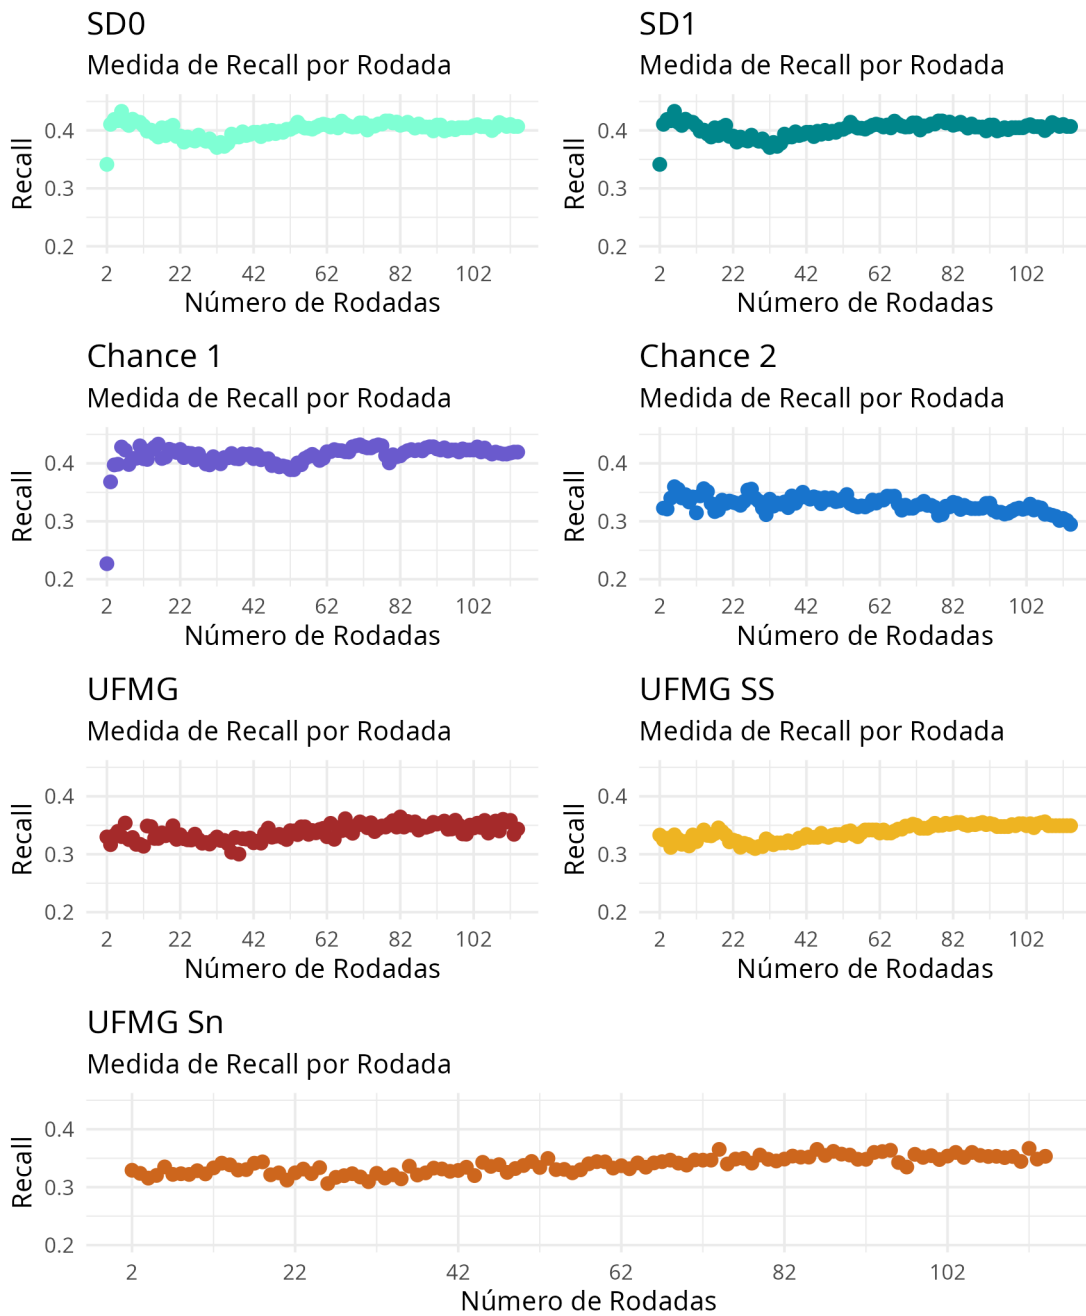 SD0
Medida de Recall por Rodada
Recall
0.4
0.3
0.2
2 22 42 62 82 102
Número de Rodadas
SD1
Medida de Recall por Rodada
Recall
0.4
0.3
0.2
2 22 42 62 82 102
Número de Rodadas
Chance 1
Medida de Recall por Rodada
Recall
0.4
0.3
0.2
2 22 42 62 82 102
Número de Rodadas
Chance 2
Medida de Recall por Rodada
Recall
0.4
0.3
0.2
2 22 42 62 82 102
Número de Rodadas
UFMG
Medida de Recall por Rodada
Recall
0.4
0.3
0.2
2 22 42 62 82 102
Número de Rodadas
UFMG SS
Medida de Recall por Rodada
Recall
0.4
0.3
0.2
2 22 42 62 82 102
Número de Rodadas
UFMG Sn
Medida de Recall por Rodada
Recall
0.4
0.3
0.2
2 22 42 62 82 102
Número de Rodadas